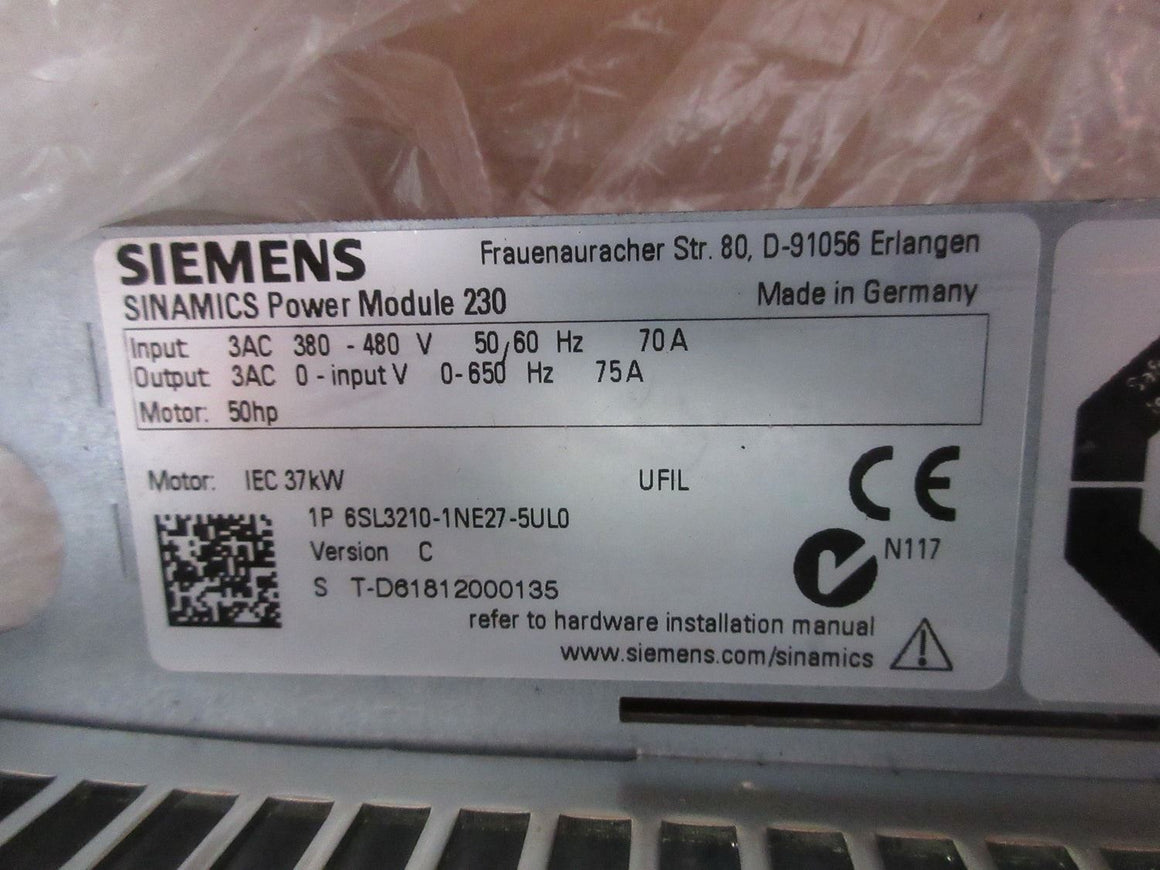 SIEMENS
Frauenauracher Str. 80, D-91056 Erlangen
SINAMICS Power Module 230
Made in Germany
Input: 3AC 380 - 480 V 50/60 Hz 70A
Output: 3AC 0 - input V 0-650 Hz 75A
Motor: 50hp
Motor: IEC 37kW UFIL
CE
1P 6SL3210-1NE27-5UL0
Version C
N117
S T-D61812000135
refer to hardware installation manual
www.siemens.com/sinamics